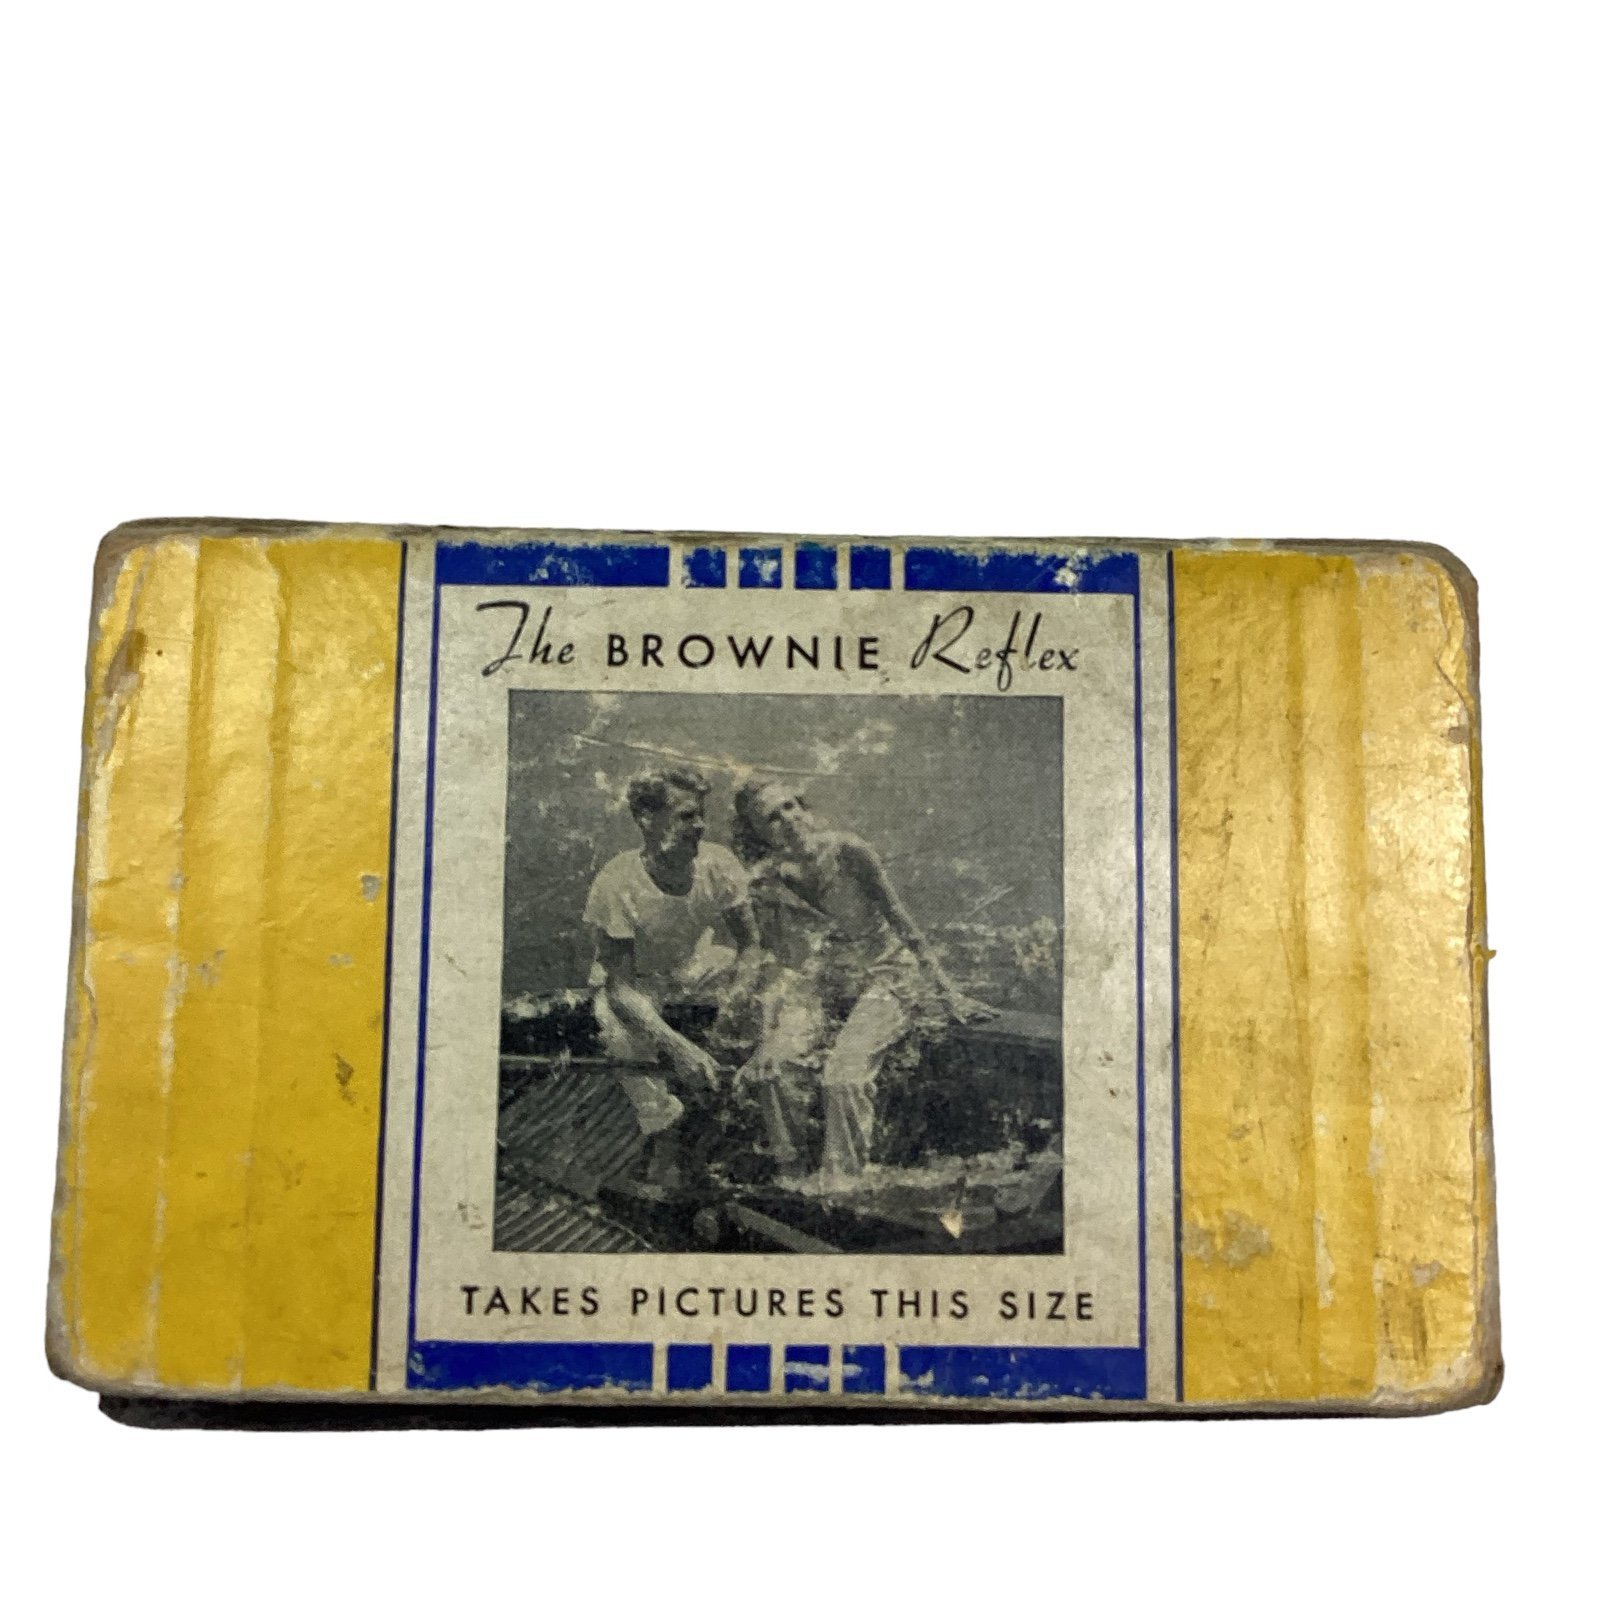 The BROWNIE Reflex
TAKES PICTURES THIS SIZE